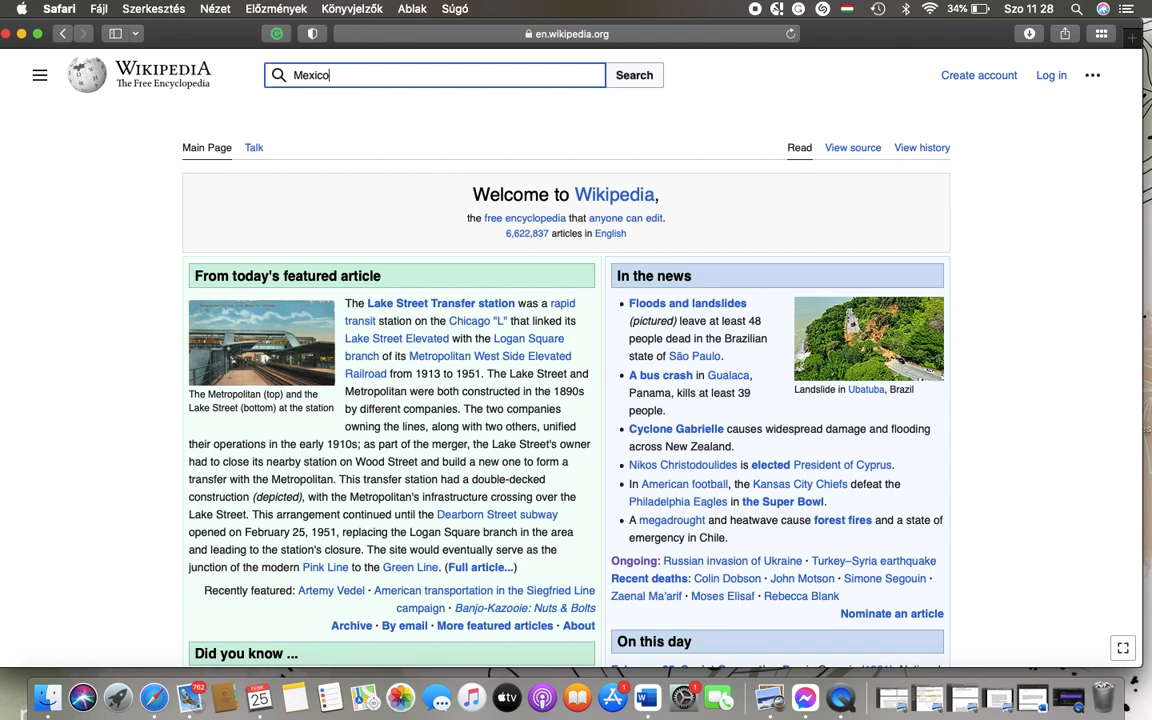 Safari Fájl Szerkesztés Nézet Előzmények Könyvjelzők Ablak Súgó 34% Szo 11 28
en.wikipedia.org
WIKIPEDIA
The Free Encyclopedia
Mexico
Search
Create account Log in
Main Page Talk Read View source View history
Welcome to Wikipedia,
the free encyclopedia that anyone can edit.
6,622,837 articles in English
From today's featured article
The Lake Street Transfer station was a rapid
transit station on the Chicago "L" that linked its
Lake Street Elevated with the Logan Square
branch of its Metropolitan West Side Elevated
Railroad from 1913 to 1951. The Lake Street and
Metropolitan were both constructed in the 1890s
by different companies. The two companies
owning the lines, along with two others, unified
The Metropolitan (top) and the
Lake Street (bottom) at the station
their operations in the early 1910s; as part of the merger, the Lake Street's owner
had to close its nearby station on Wood Street and build a new one to form a
transfer with the Metropolitan. This transfer station had a double-decked
construction (depicted), with the Metropolitan's infrastructure crossing over the
Lake Street. This arrangement continued until the Dearborn Street subway
opened on February 25, 1951, replacing the Logan Square branch in the area
and leading to the station's closure. The site would eventually serve as the
junction of the modern Pink Line to the Green Line. (Full article...)
Recently featured: Artemy Vedel · American transportation in the Siegfried Line
campaign · Banjo-Kazooie: Nuts & Bolts
Archive · By email · More featured articles · About
Did you know ...
In the news
Floods and landslides
(pictured) leave at least 48
people dead in the Brazilian
state of São Paulo.
A bus crash in Gualaca,
Panama, kills at least 39
people.
Landslide in Ubatuba, Brazil
Cyclone Gabrielle causes widespread damage and flooding
across New Zealand.
Nikos Christodoulides is elected President of Cyprus.
In American football, the Kansas City Chiefs defeat the
Philadelphia Eagles in the Super Bowl.
A megadrought and heatwave cause forest fires and a state of
emergency in Chile.
Ongoing: Russian invasion of Ukraine · Turkey–Syria earthquake
Recent deaths: Colin Dobson · John Motson · Simone Segouin ·
Zaenal Ma'arif · Moses Elisaf · Rebecca Blank
Nominate an article
On this day
762
25
tv
1
1